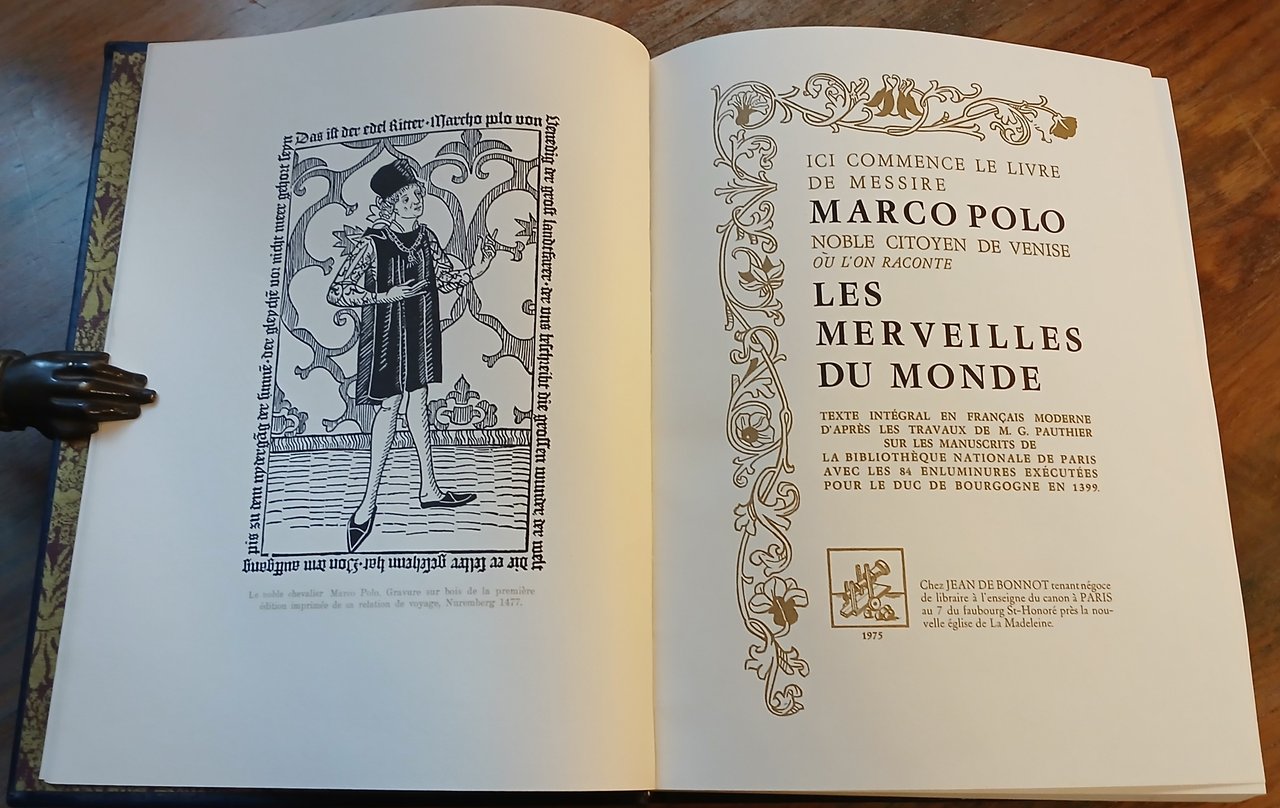 Das ist der edel Ritter·Marcho polo von
Venedig der grost landtfarer·der uns beschreibt die grossen wunder der welt
die er selber gesehenn hat·Von dem auffgang
pis zu dem nydergãg der sunnẽ·der gleychẽ vor nicht meer gehort seyn
Le noble chevalier Marco Polo. Gravure sur bois de la première
édition imprimée de sa relation de voyage, Nuremberg 1477.
ICI COMMENCE LE LIVRE
DE MESSIRE
MARCO POLO
NOBLE CITOYEN DE VENISE
OÙ L'ON RACONTE
LES
MERVEILLES
DU MONDE
TEXTE INTÉGRAL EN FRANÇAIS MODERNE
D'APRÈS LES TRAVAUX DE M. G. PAUTHIER
SUR LES MANUSCRITS DE
LA BIBLIOTHÈQUE NATIONALE DE PARIS
AVEC LES 84 ENLUMINURES EXÉCUTÉES
POUR LE DUC DE BOURGOGNE EN 1399.
1975
Chez JEAN DE BONNOT tenant négoce
de libraire à l'enseigne du canon à PARIS
au 7 du faubourg St-Honoré près la nou-
velle église de La Madeleine.